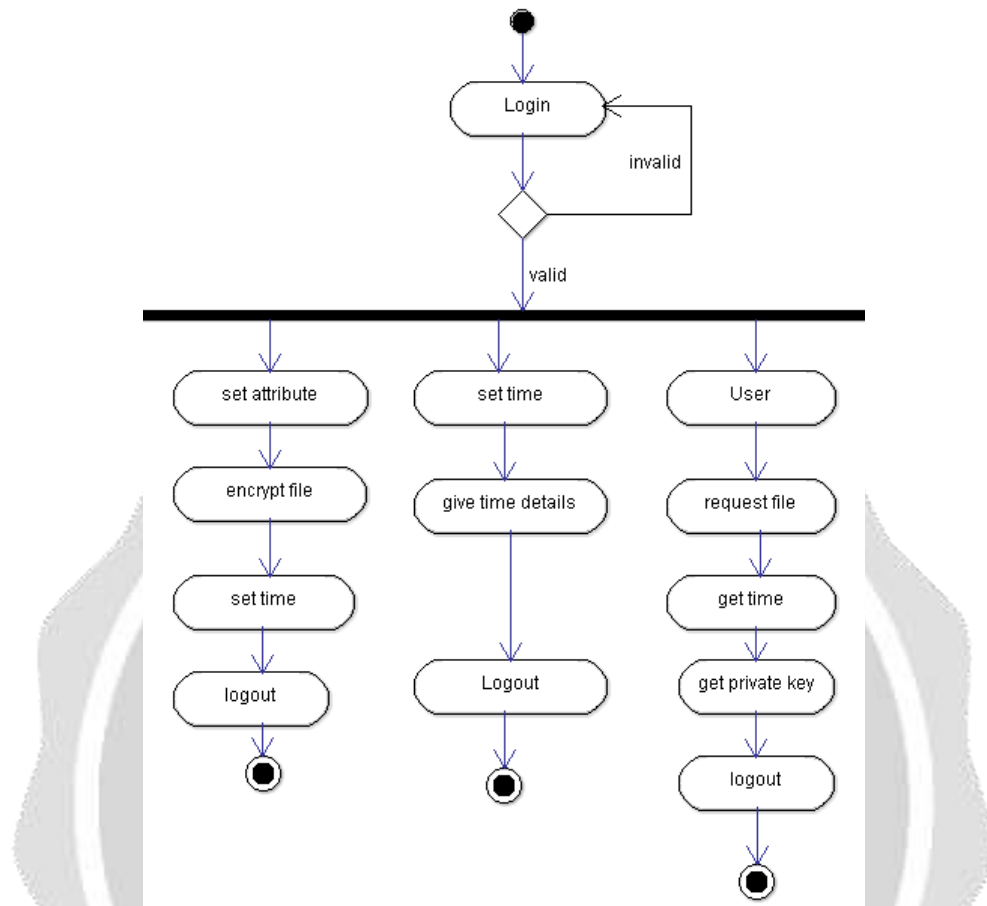 Login
invalid
valid
set attribute
set time
User
encrypt file
give time details
request file
set time
get time
logout
Logout
get private key
logout